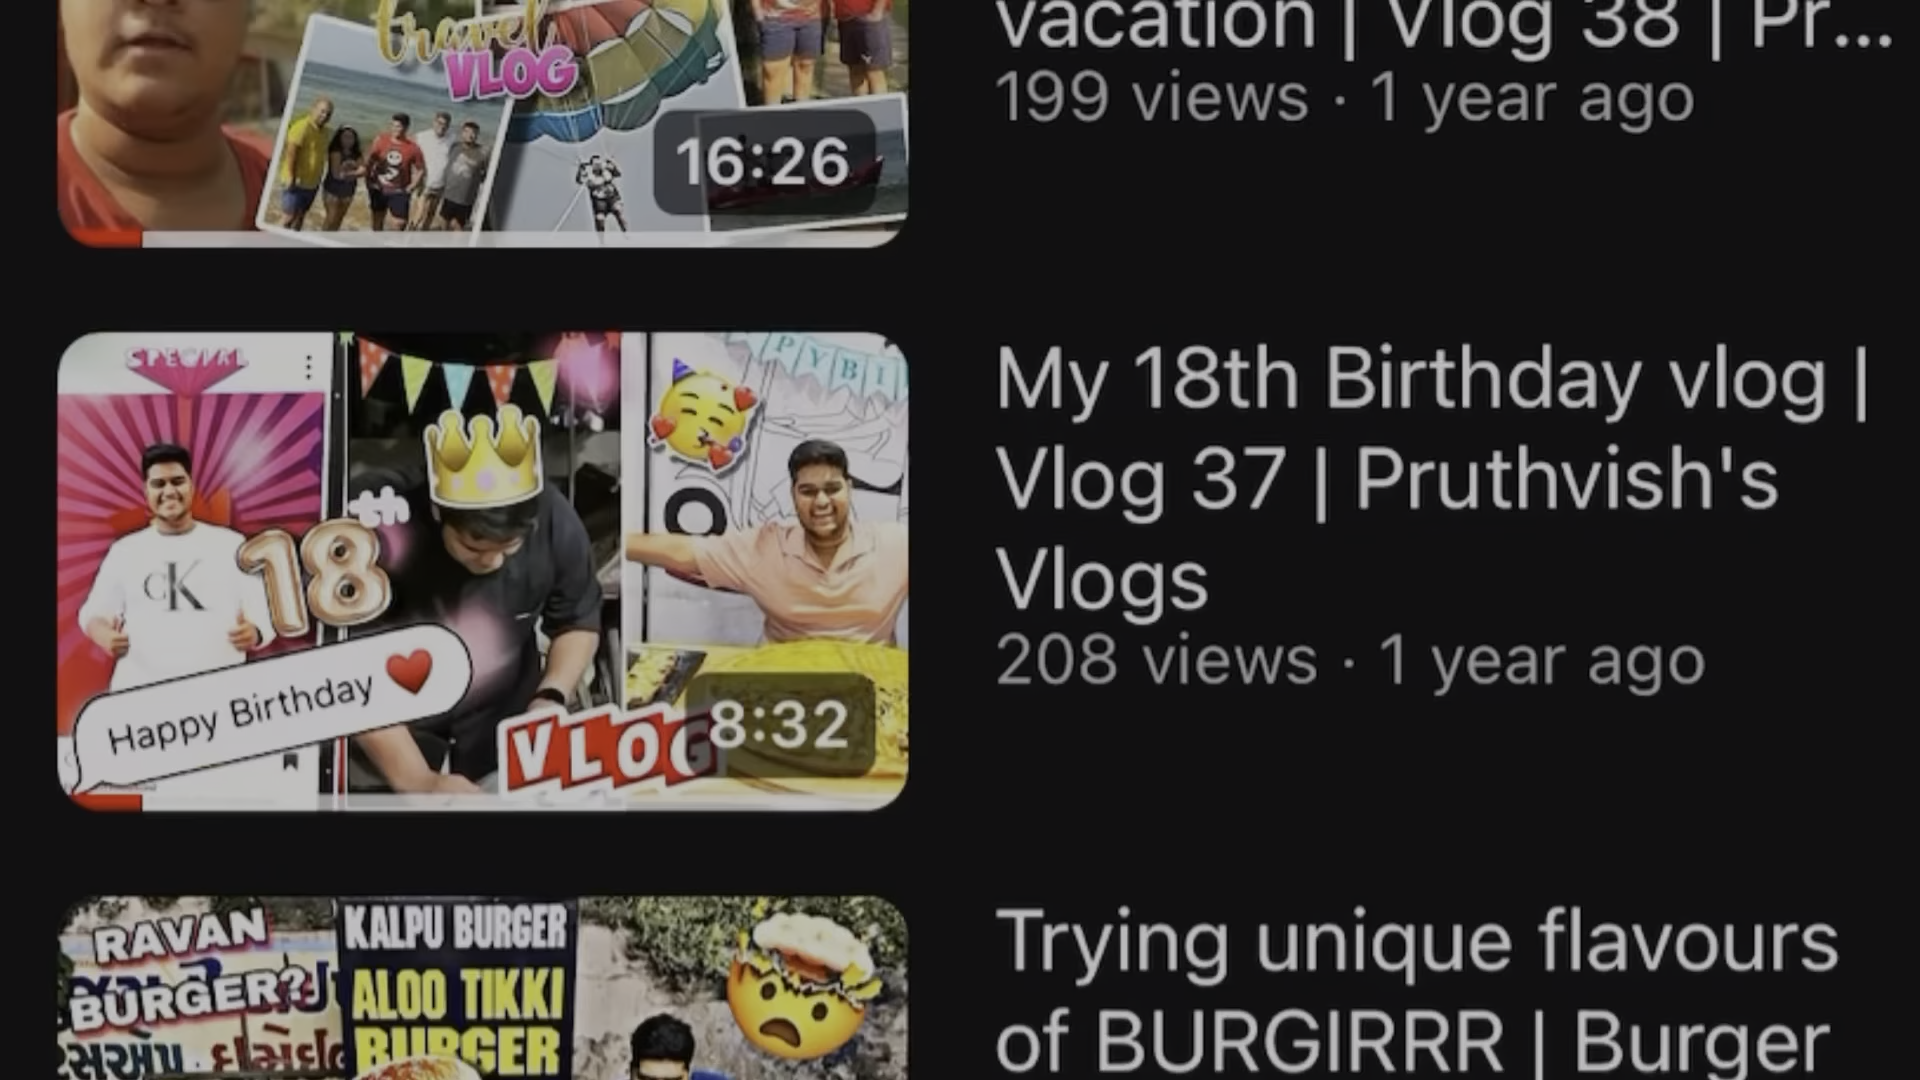 travel
VLOG
16:26
vacation | Vlog 38 | Pr...
199 views · 1 year ago
SPECIAL
PYBI
18th
CK
Happy Birthday ❤️
VLOG
8:32
My 18th Birthday vlog |
Vlog 37 | Pruthvish's
Vlogs
208 views · 1 year ago
RAVAN
BURGER?
KALPU BURGER
ALOO TIKKI
BURGER
Trying unique flavours
of BURGIRRR | Burger